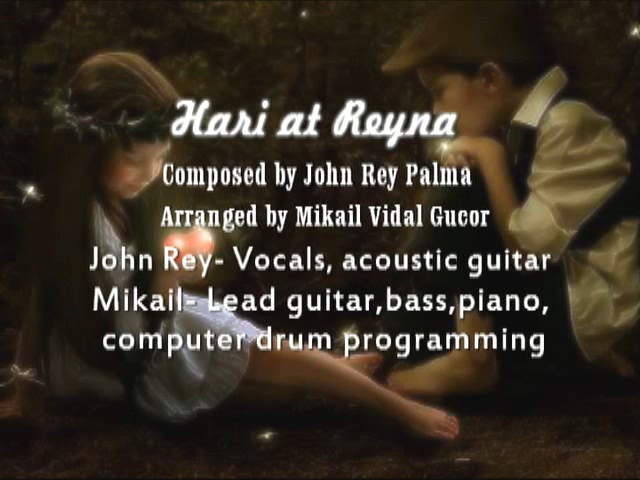 Hari at Reyna
Composed by John Rey Palma
Arranged by Mikail Vidal Gucor
John Rey- Vocals, acoustic guitar
Mikail- Lead guitar,bass,piano,
computer drum programming